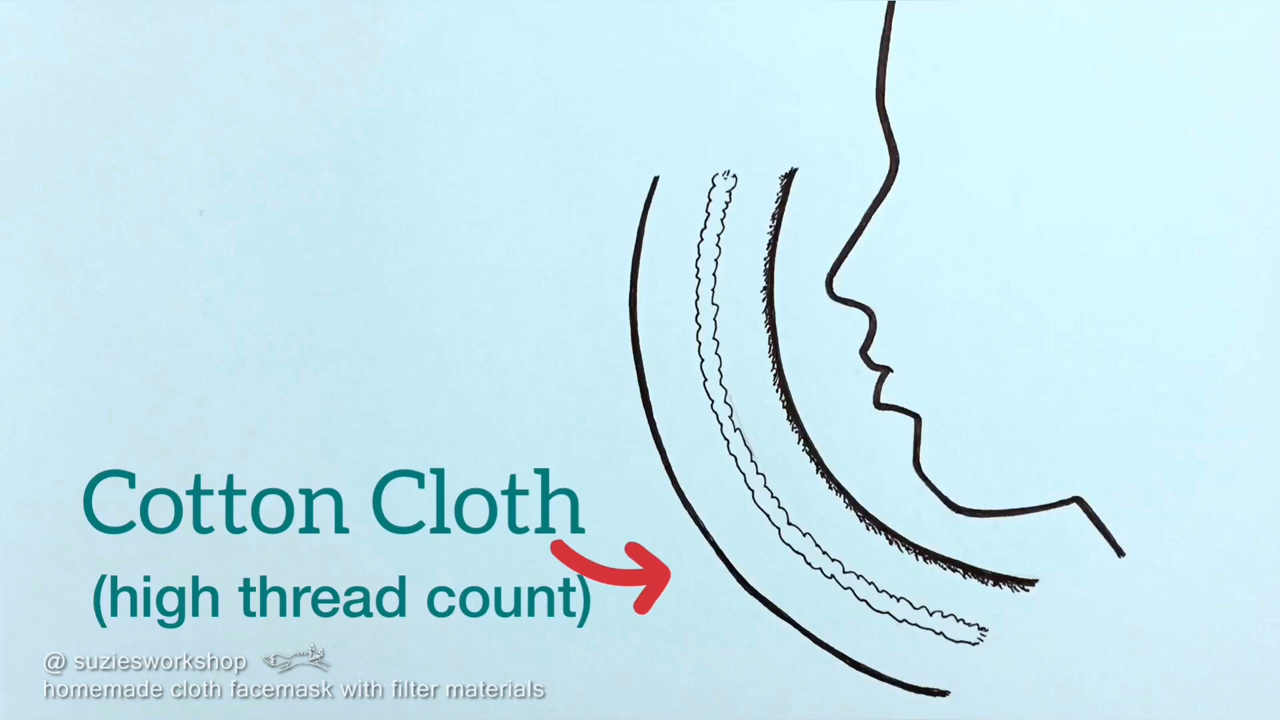 Cotton Cloth
(high thread count)
@ suziesworkshop
homemade cloth facemask with filter materials